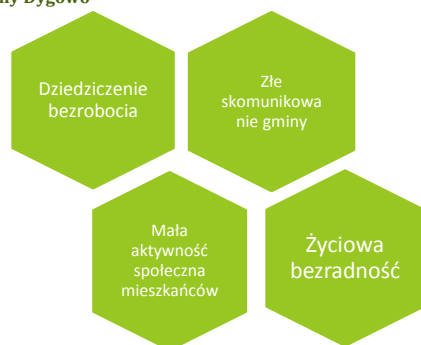 ny Dygowo
Dziedziczenie
bezrobocia
Złe
skomunikowa
nie gminy
Mała
aktywność
społeczna
mieszkańców
Życiowa
bezradność